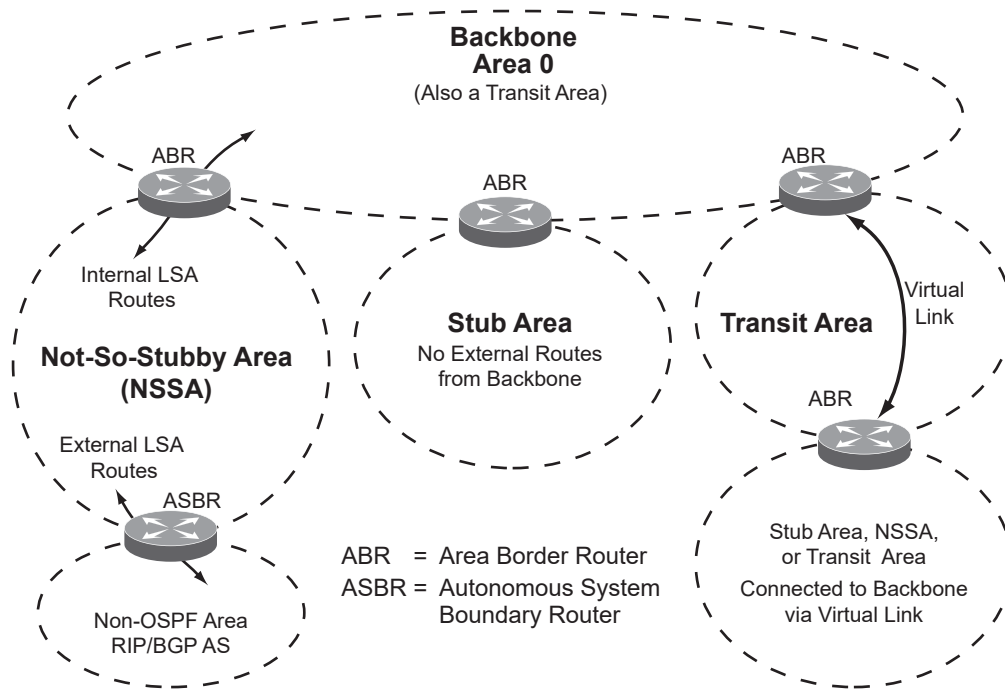 Backbone
Area 0
(Also a Transit Area)
ABR
ABR
ABR
Internal LSA
Routes
Virtual
Link
Stub Area
No External Routes
from Backbone
Transit Area
Not-So-Stubby Area
(NSSA)
ABR
External LSA
Routes
ASBR
ABR = Area Border Router
ASBR = Autonomous System
Boundary Router
Stub Area, NSSA,
or Transit Area
Connected to Backbone
via Virtual Link
Non-OSPF Area
RIP/BGP AS